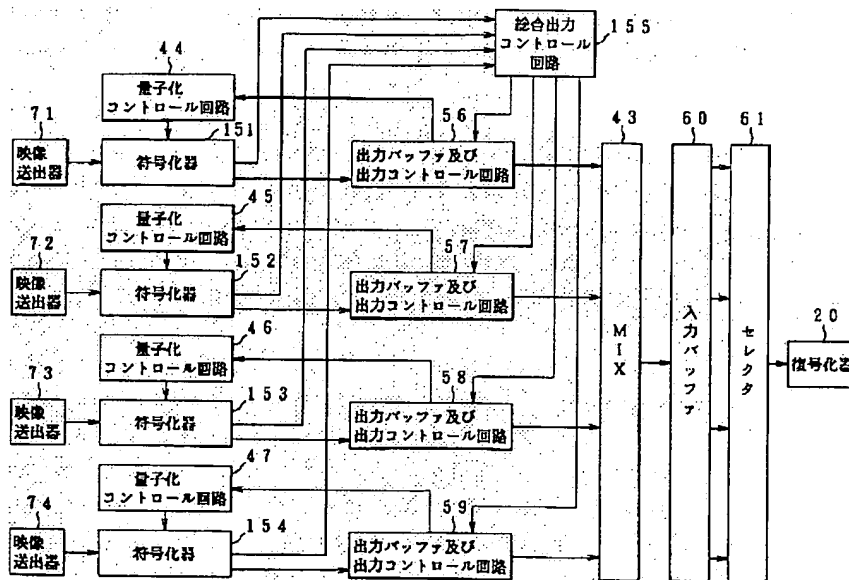 総合出力
コントロール
回路
155
44
量子化
コントロール回路
71
映像
送出器
151
符号化器
56
出力バッファ及び
出力コントロール回路
43
MIX
60
入力バッファ
61
セレクタ
45
量子化
コントロール回路
72
映像
送出器
152
符号化器
57
出力バッファ及び
出力コントロール回路
46
量子化
コントロール回路
73
映像
送出器
153
符号化器
58
出力バッファ及び
出力コントロール回路
20
復号化器
47
量子化
コントロール回路
74
映像
送出器
154
符号化器
59
出力バッファ及び
出力コントロール回路